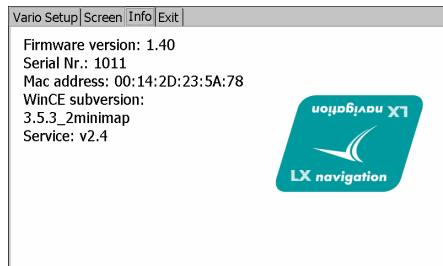 Vario Setup Screen Info Exit
Firmware version: 1.40
Serial Nr.: 1011
Mac address: 00:14:2D:23:5A:78
WinCE subversion:
3.5.3_2minimap
Service: v2.4
LX navigation
LX navigation